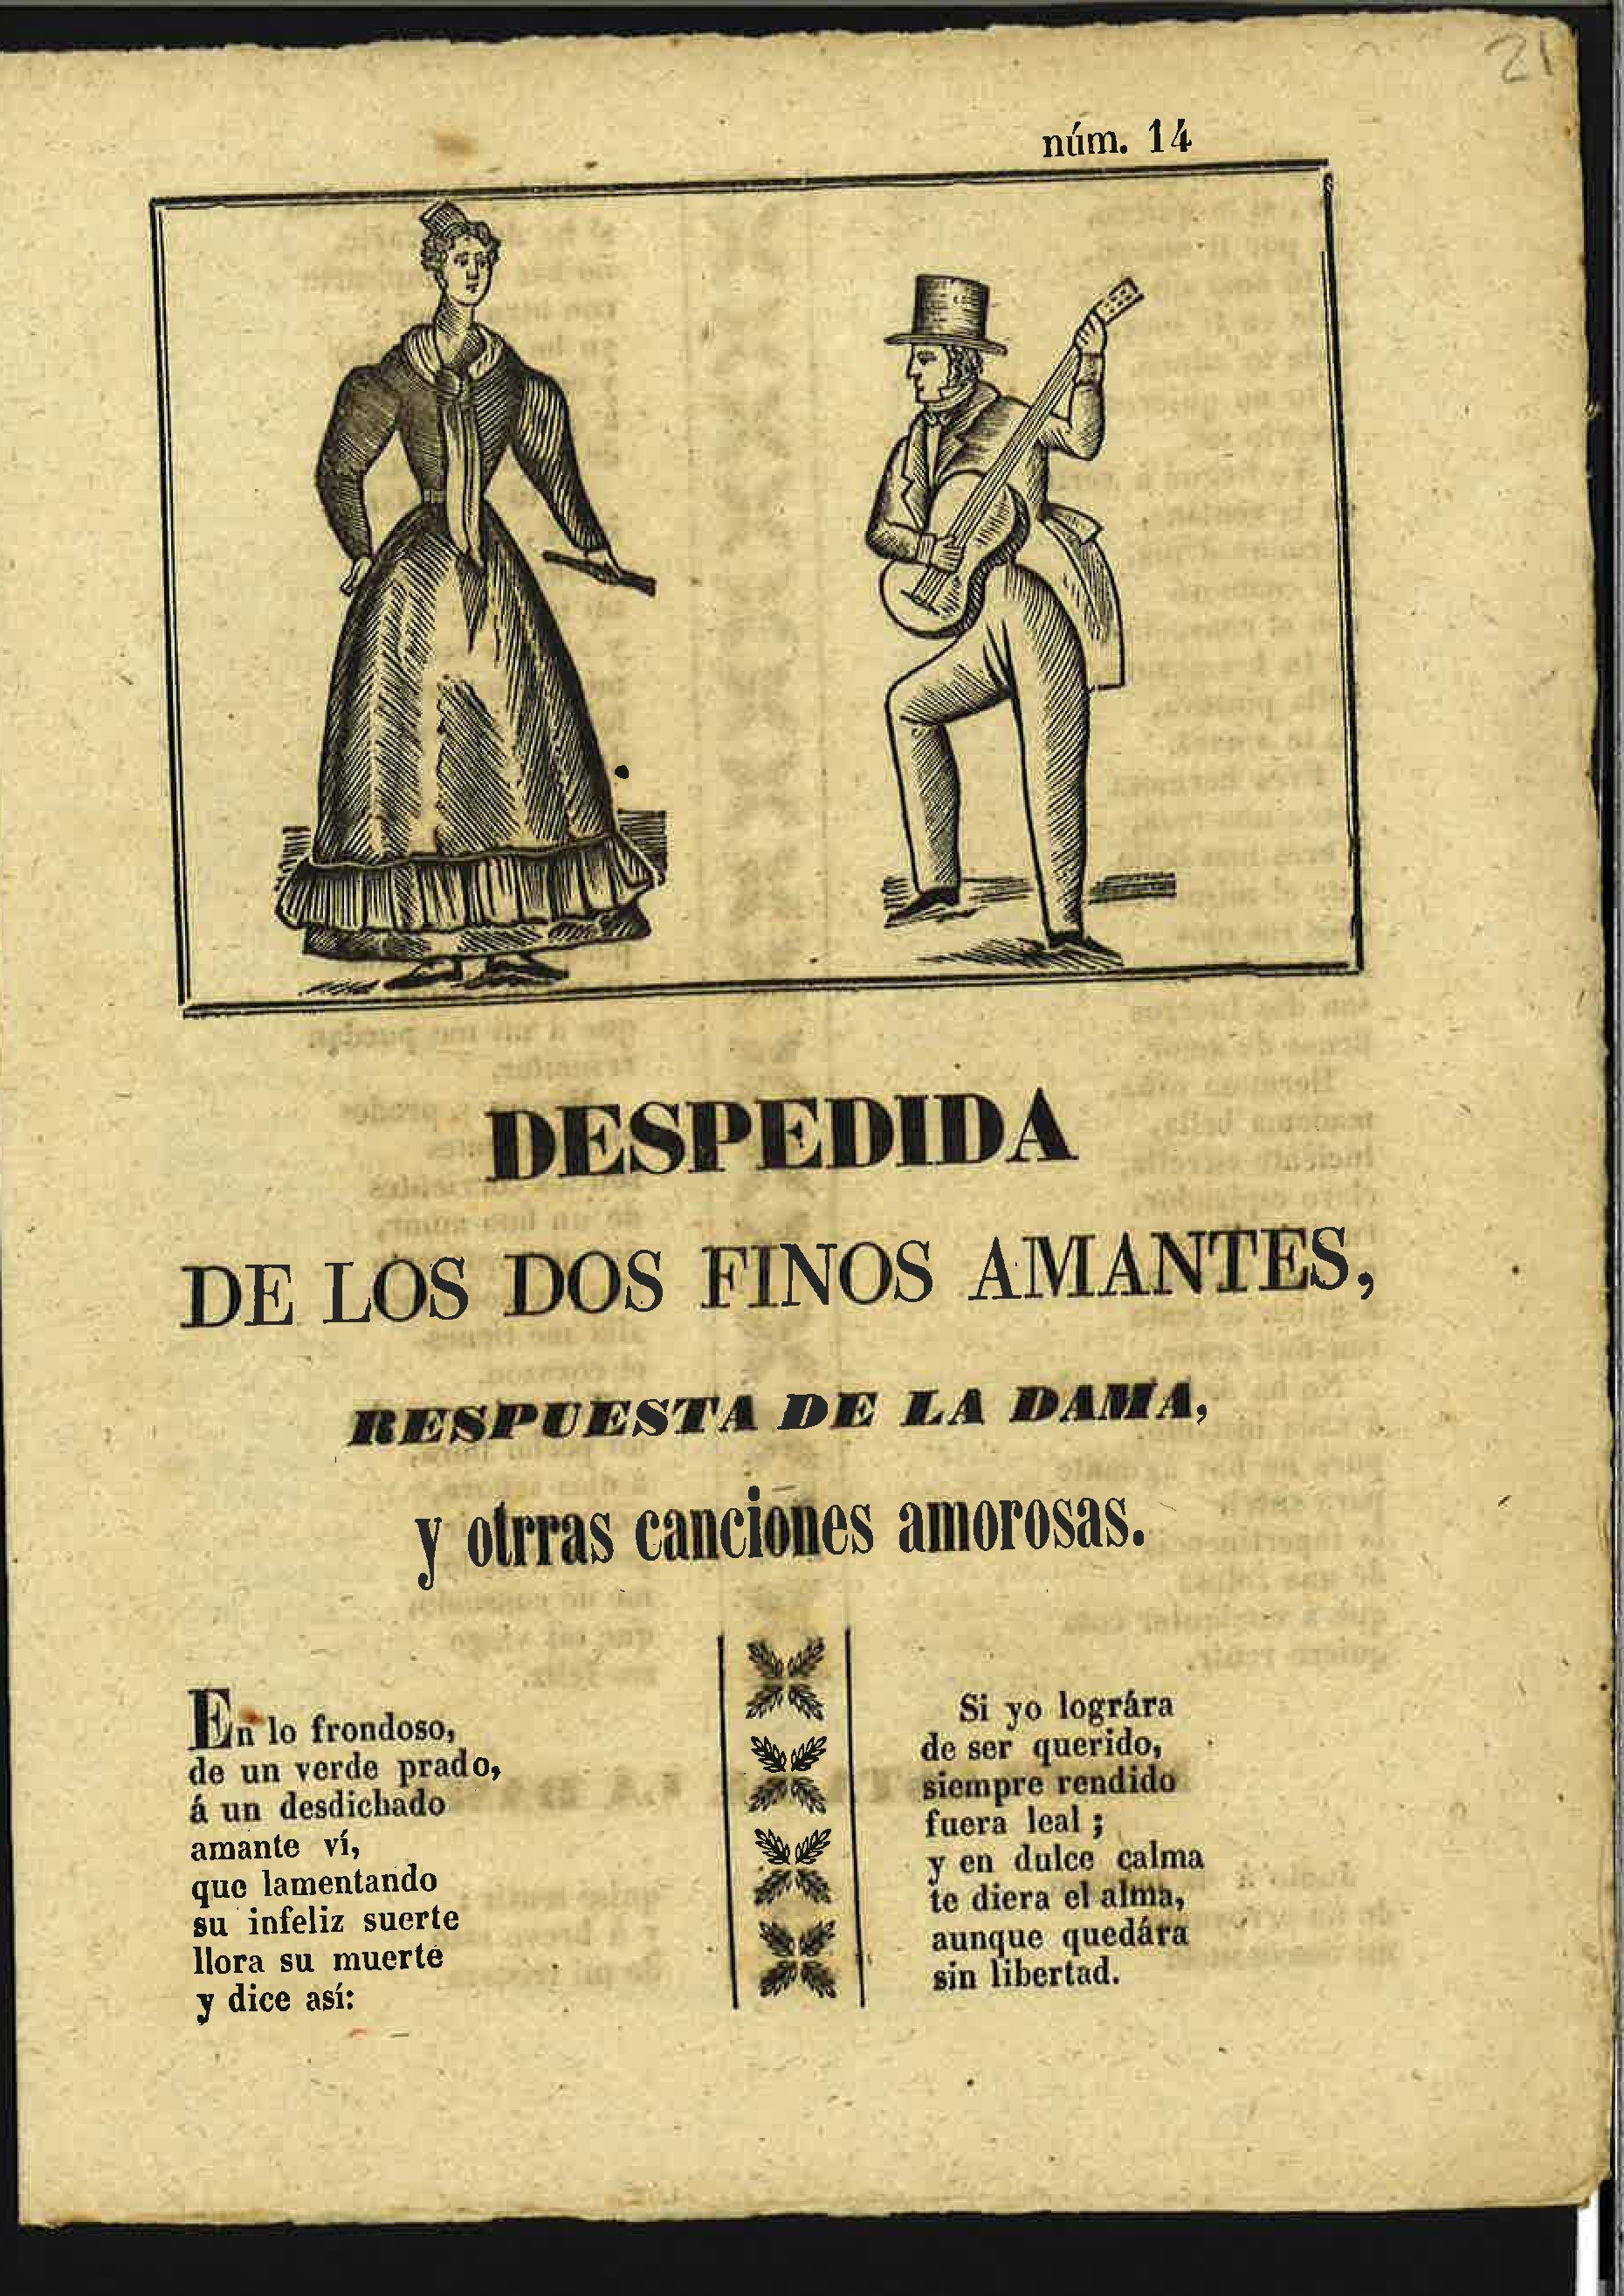 21
núm. 14
DESPEDIDA
DE LOS DOS FINOS AMANTES,
RESPUESTA DE LA DAMA,
y otrras canciones amorosas.
En lo frondoso,
de un verde prado,
á un desdichado
amante ví,
que lamentando
su infeliz suerte
llora su muerte
y dice así:
Si yo lográra
de ser querido,
siempre rendido
fuera leal ;
y en dulce calma
te diera el alma,
aunque quedára
sin libertad.